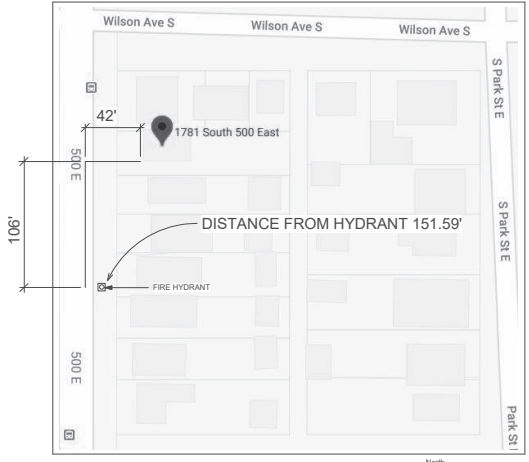 Wilson Ave S
Wilson Ave S
Wilson Ave S
S Park St E
42'
1781 South 500 East
500 E
106'
S Park St E
DISTANCE FROM HYDRANT 151.59'
FIRE HYDRANT
500 E
Park St
North